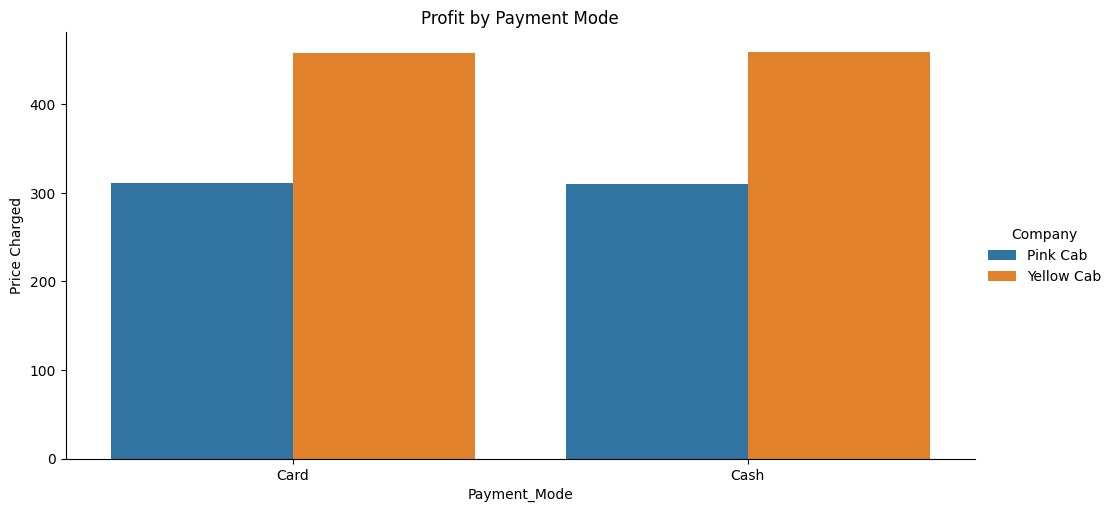 Profit by Payment Mode
Price Charged
400
300
200
100
0
Card
Cash
Payment_Mode
Company
Pink Cab
Yellow Cab